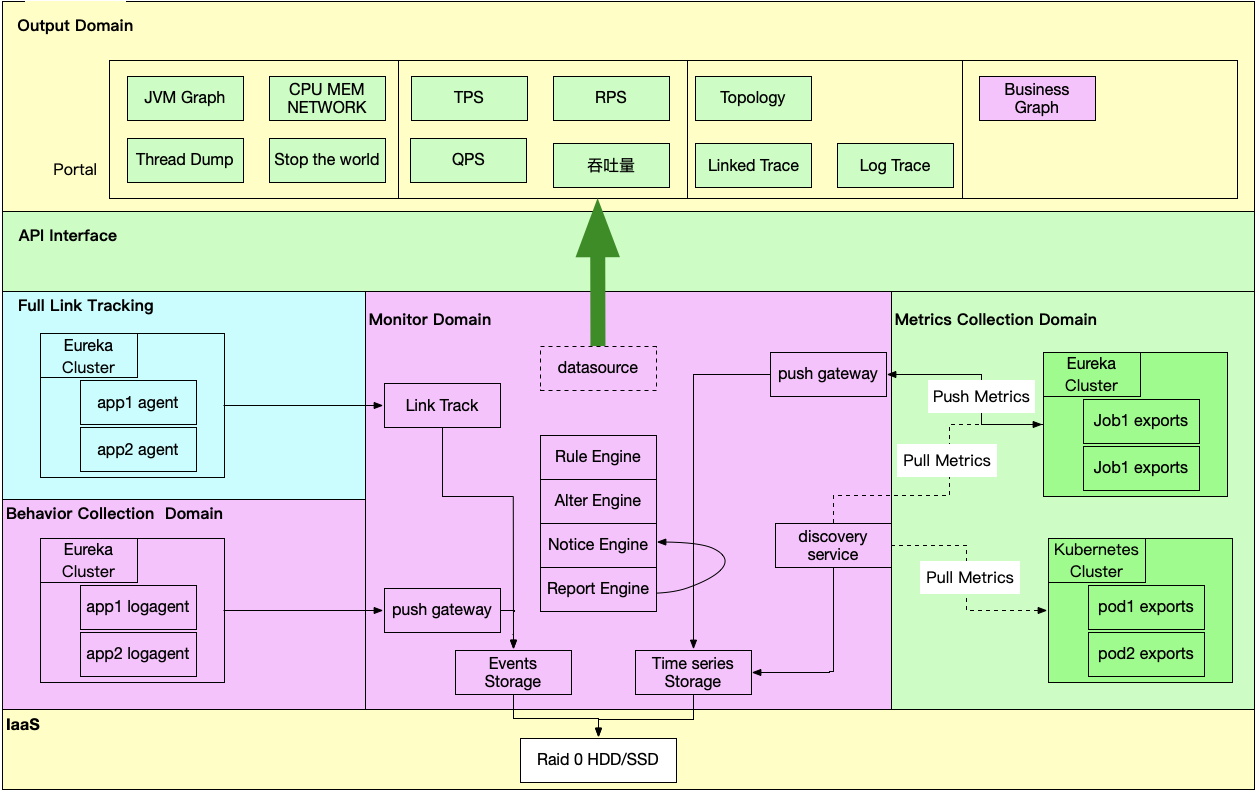 Output Domain
Portal
JVM Graph
CPU MEM
NETWORK
Thread Dump
Stop the world
TPS
RPS
QPS
吞吐量
Topology
Linked Trace
Log Trace
Business
Graph
API Interface
Full Link Tracking
Eureka
Cluster
app1 agent
app2 agent
Behavior Collection Domain
Eureka
Cluster
app1 logagent
app2 logagent
Monitor Domain
datasource
Link Track
push gateway
Rule Engine
Alter Engine
Notice Engine
Report Engine
push gateway
discovery
service
Events
Storage
Time series
Storage
Metrics Collection Domain
Push Metrics
Pull Metrics
Pull Metrics
Eureka
Cluster
Job1 exports
Job1 exports
Kubernetes
Cluster
pod1 exports
pod2 exports
IaaS
Raid 0 HDD/SSD